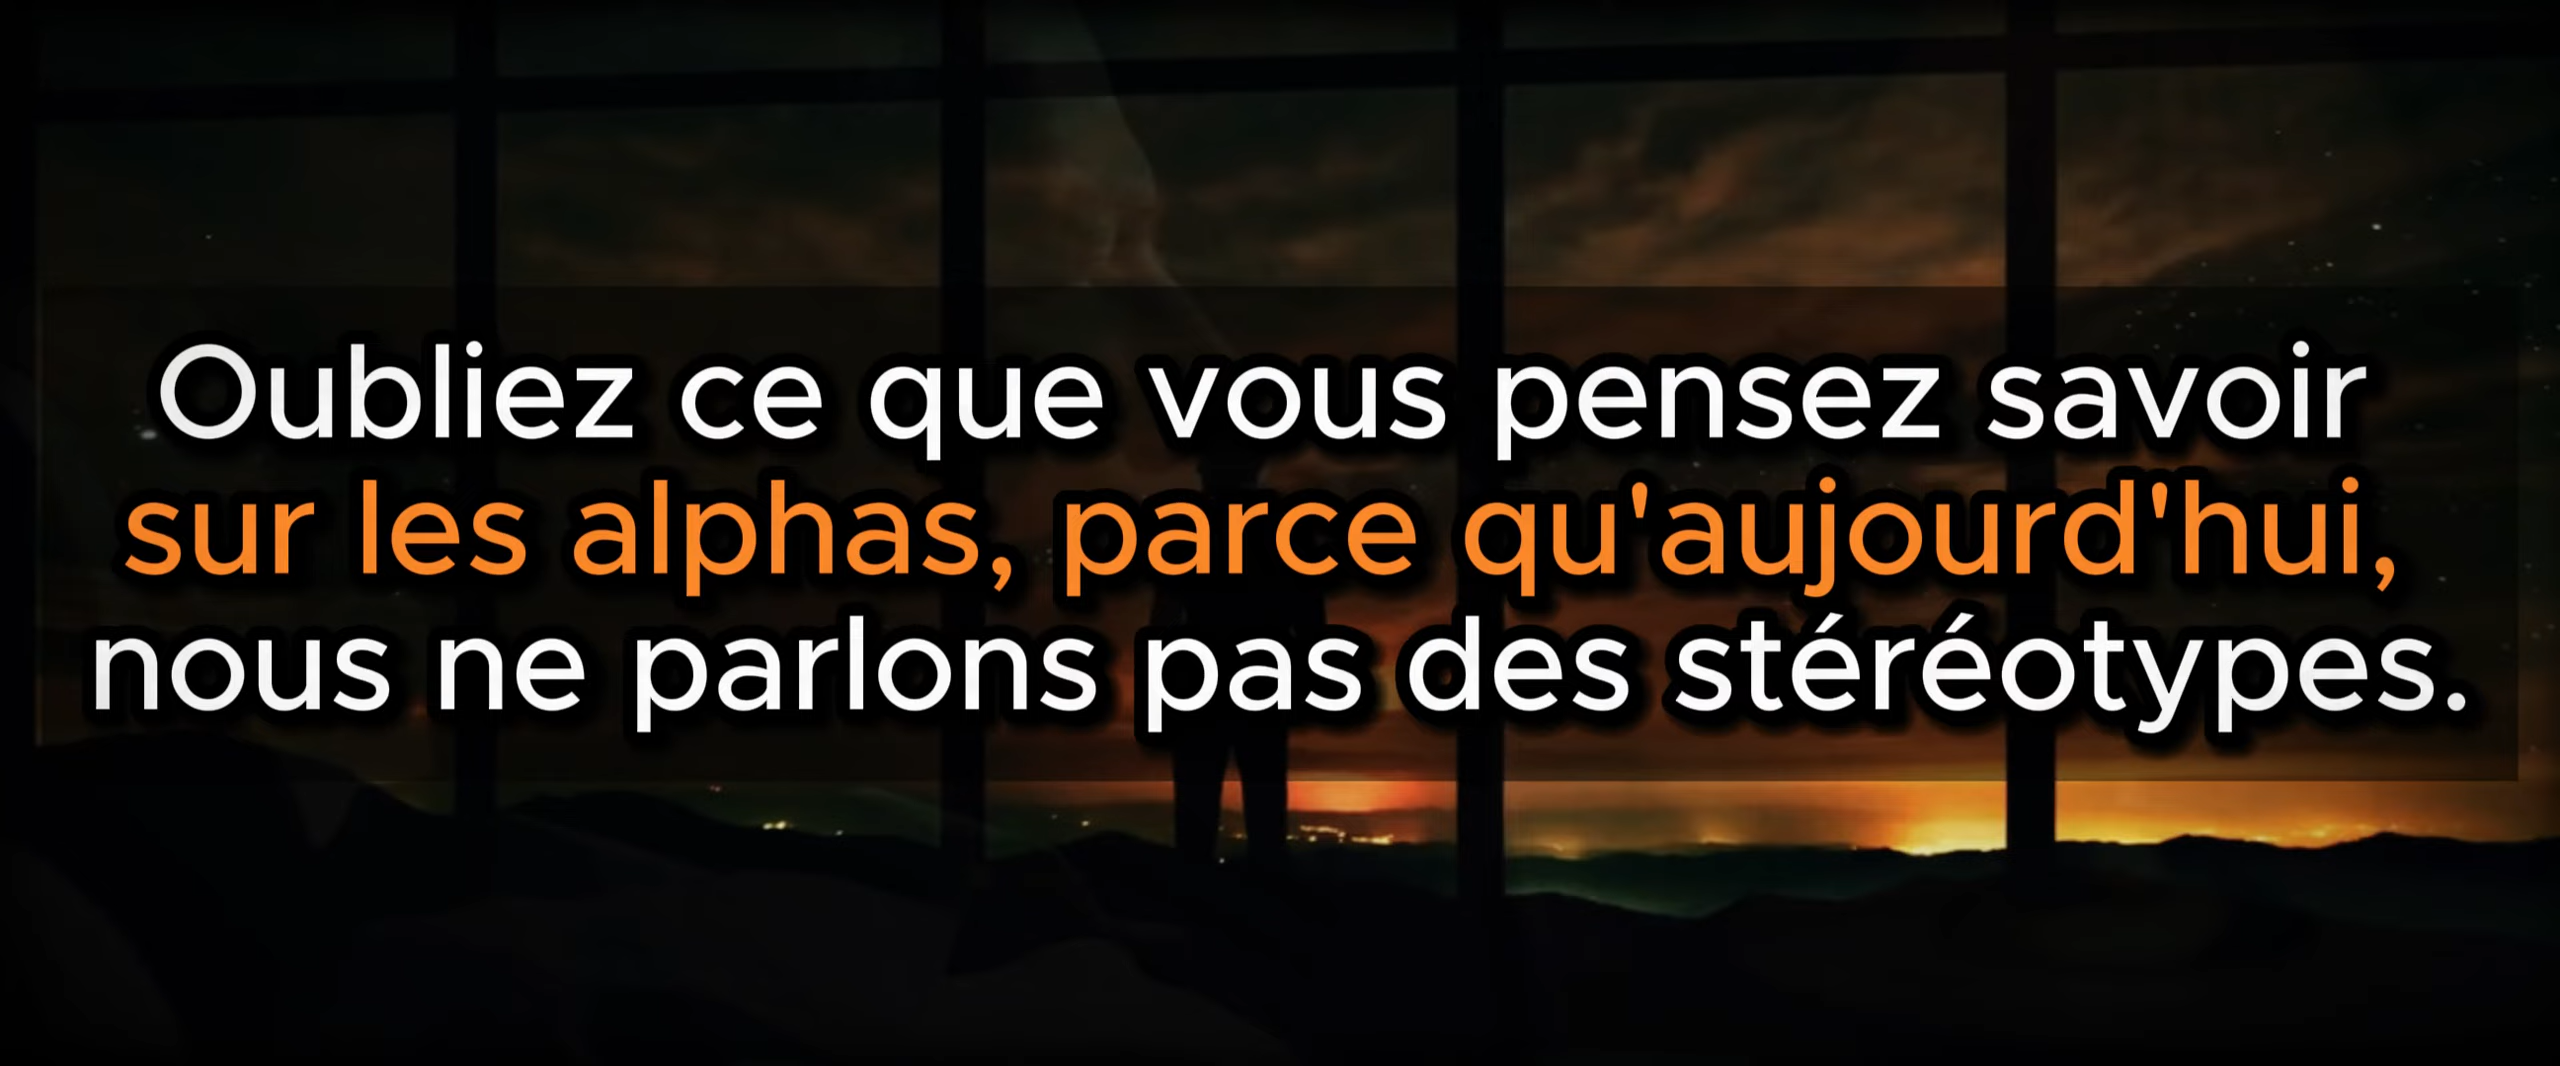 Oubliez ce que vous pensez savoir
sur les alphas, parce qu'aujourd'hui,
nous ne parlons pas des stéréotypes.